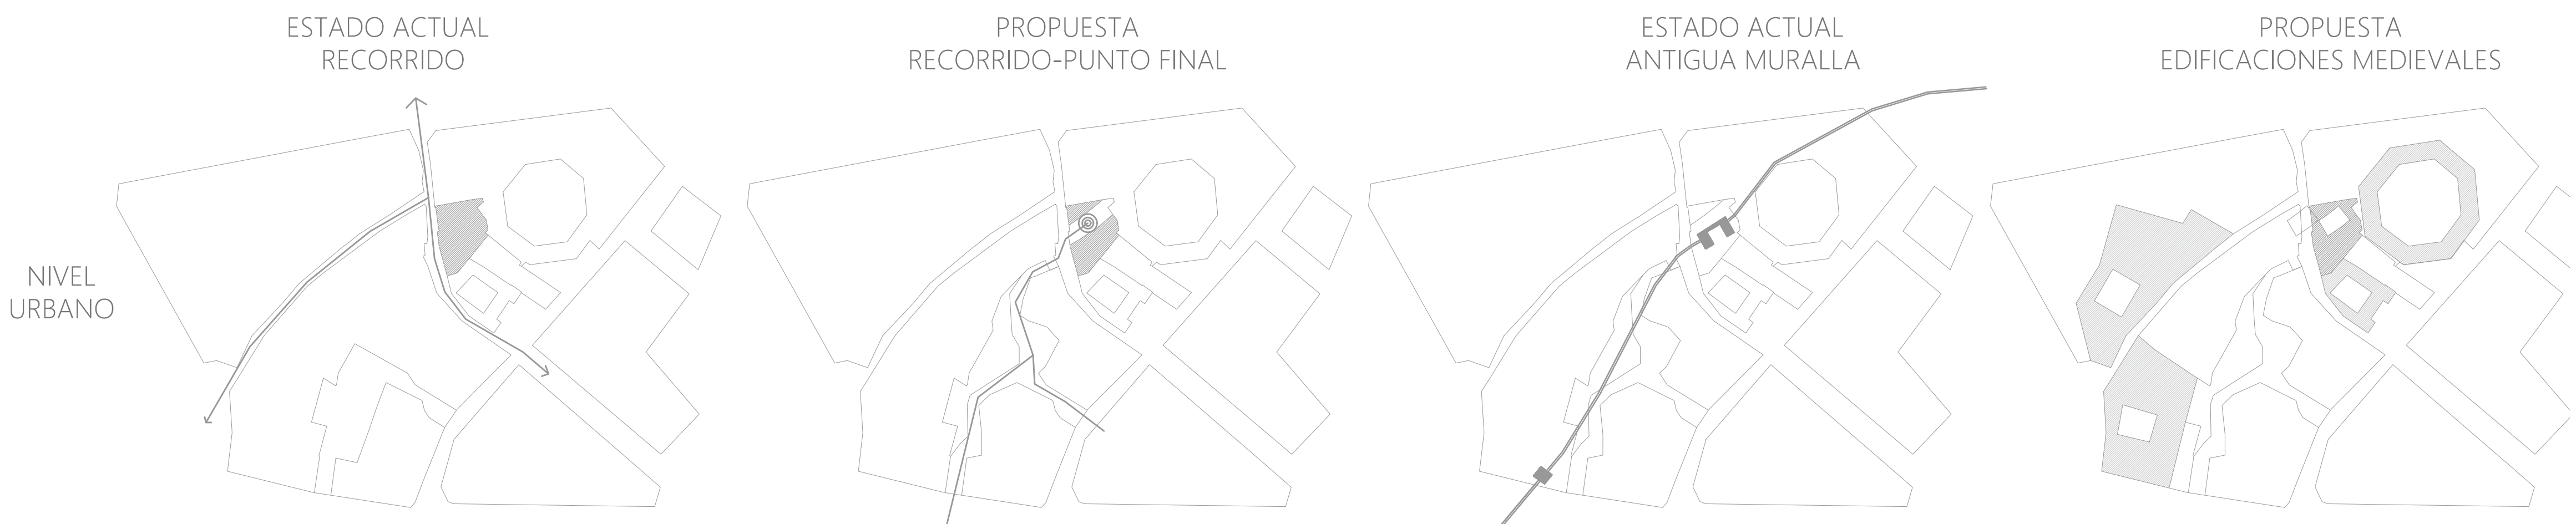 ESTADO ACTUAL
RECORRIDO
PROPUESTA
RECORRIDO-PUNTO FINAL
ESTADO ACTUAL
ANTIGUA MURALLA
PROPUESTA
EDIFICACIONES MEDIEVALES
NIVEL
URBANO